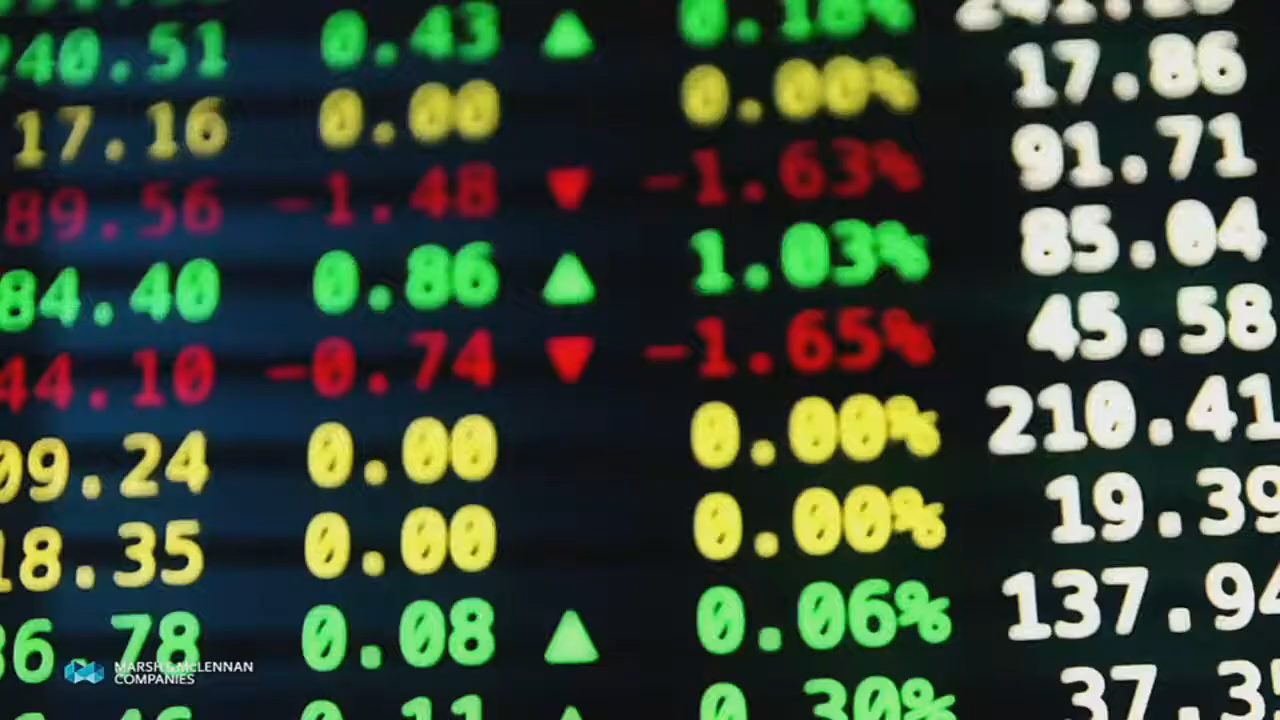 240.51 0.43 ▲ 0.18%
17.16 0.00 0.00% 17.86
89.56 -1.48 ▼ -1.63% 91.71
84.40 0.86 ▲ 1.03% 85.04
44.10 -0.74 ▼ -1.65% 45.58
09.24 0.00 0.00% 210.41
18.35 0.00 0.00% 19.39
36.78 0.08 ▲ 0.06% 137.94
0.11 ▲ 0.30% 37.3
MARSH & McLENNAN
COMPANIES